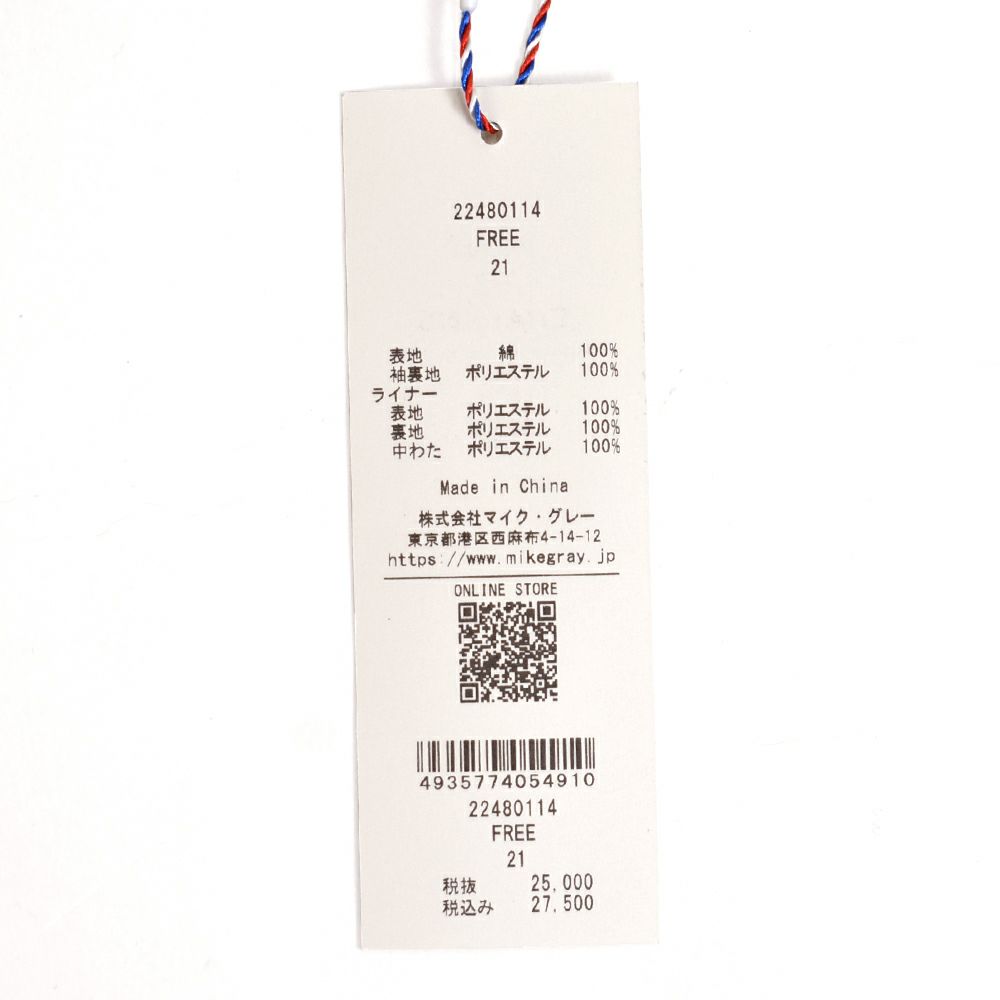 22480114
FREE
21
表地 綿 100%
袖裏地 ポリエステル 100%
ライナー
表地 ポリエステル 100%
裏地 ポリエステル 100%
中わた ポリエステル 100%
Made in China
株式会社マイク・グレー
東京都港区西麻布4-14-12
https://www.mikegray.jp
ONLINE STORE
4935774054910
22480114
FREE
21
税抜 25,000
税込み 27,500